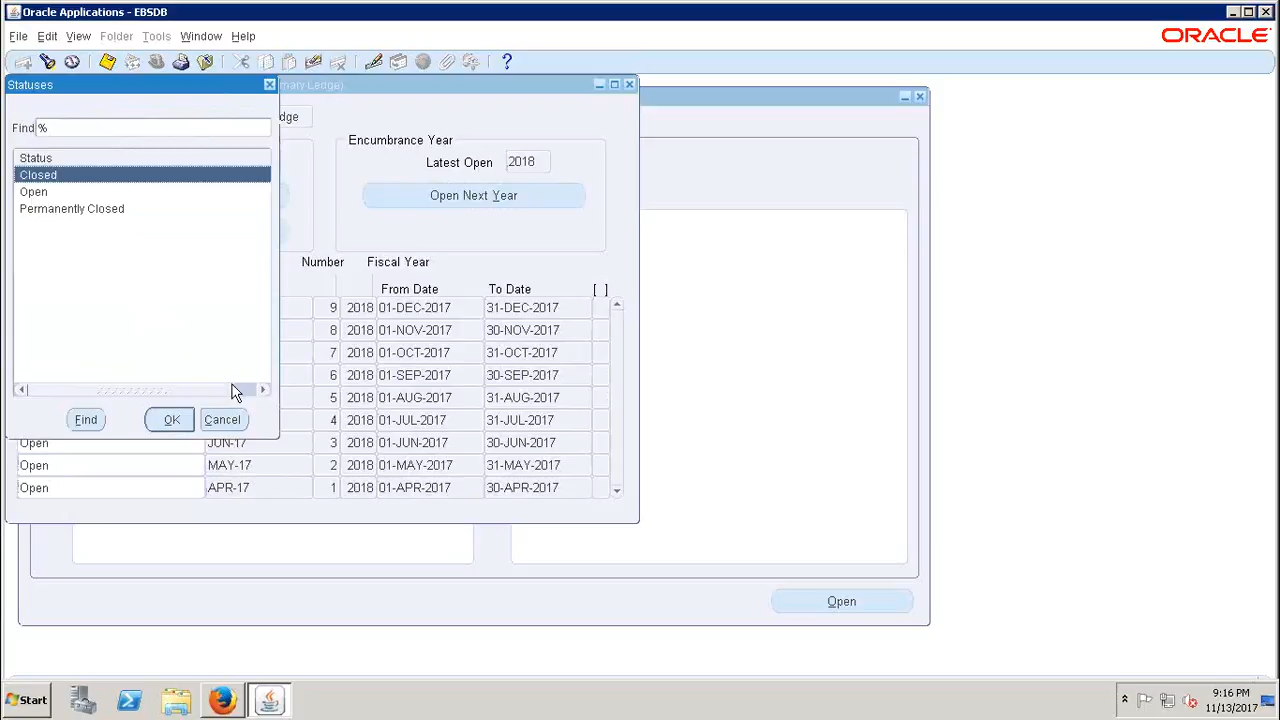 Oracle Applications - EBSDB
File Edit View Folder Tools Window Help
ORACLE
Statuses
Find %
Status
Closed
Open
Permanently Closed
Find OK Cancel
mary Ledge)
dge
Encumbrance Year
Latest Open 2018
Open Next Year
Number Fiscal Year
From Date To Date [ ]
9 2018 01-DEC-2017 31-DEC-2017
8 2018 01-NOV-2017 30-NOV-2017
7 2018 01-OCT-2017 31-OCT-2017
6 2018 01-SEP-2017 30-SEP-2017
5 2018 01-AUG-2017 31-AUG-2017
4 2018 01-JUL-2017 31-JUL-2017
Open JUN-17 3 2018 01-JUN-2017 30-JUN-2017
Open MAY-17 2 2018 01-MAY-2017 31-MAY-2017
Open APR-17 1 2018 01-APR-2017 30-APR-2017
Open
Start
9:16 PM
11/13/2017